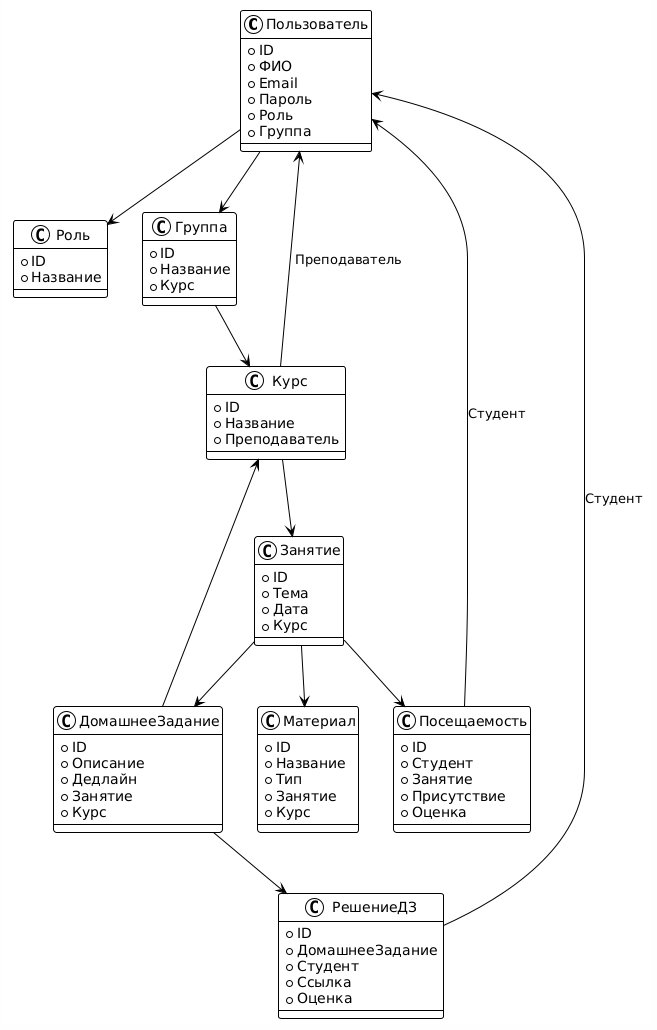 C Пользователь
ID
ФИО
Email
Пароль
Роль
Группа
C Роль
ID
Название
C Группа
ID
Название
Курс
Преподаватель
C Курс
ID
Название
Преподаватель
Студент
Студент
C Занятие
ID
Тема
Дата
Курс
C ДомашнееЗадание
ID
Описание
Дедлайн
Занятие
Курс
C Материал
ID
Название
Тип
Занятие
Курс
C Посещаемость
ID
Студент
Занятие
Присутствие
Оценка
C РешениеДЗ
ID
ДомашнееЗадание
Студент
Ссылка
Оценка